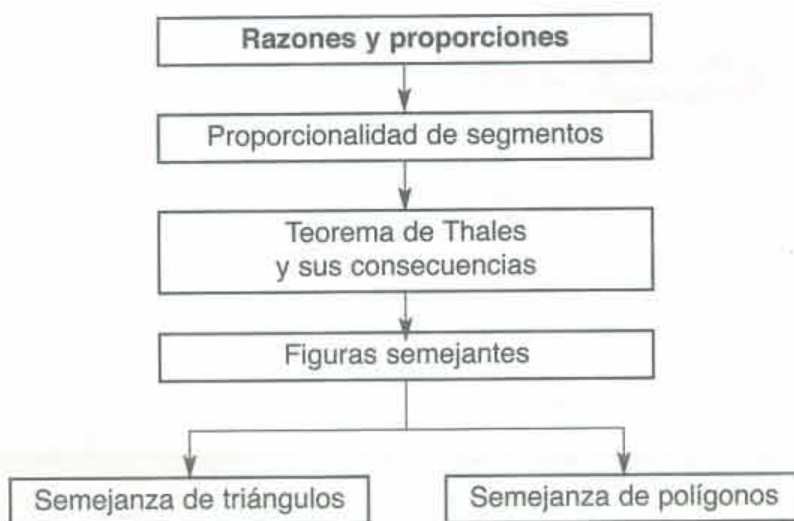 Razones y proporciones
Proporcionalidad de segmentos
Teorema de Thales
y sus consecuencias
Figuras semejantes
Semejanza de triángulos
Semejanza de polígonos